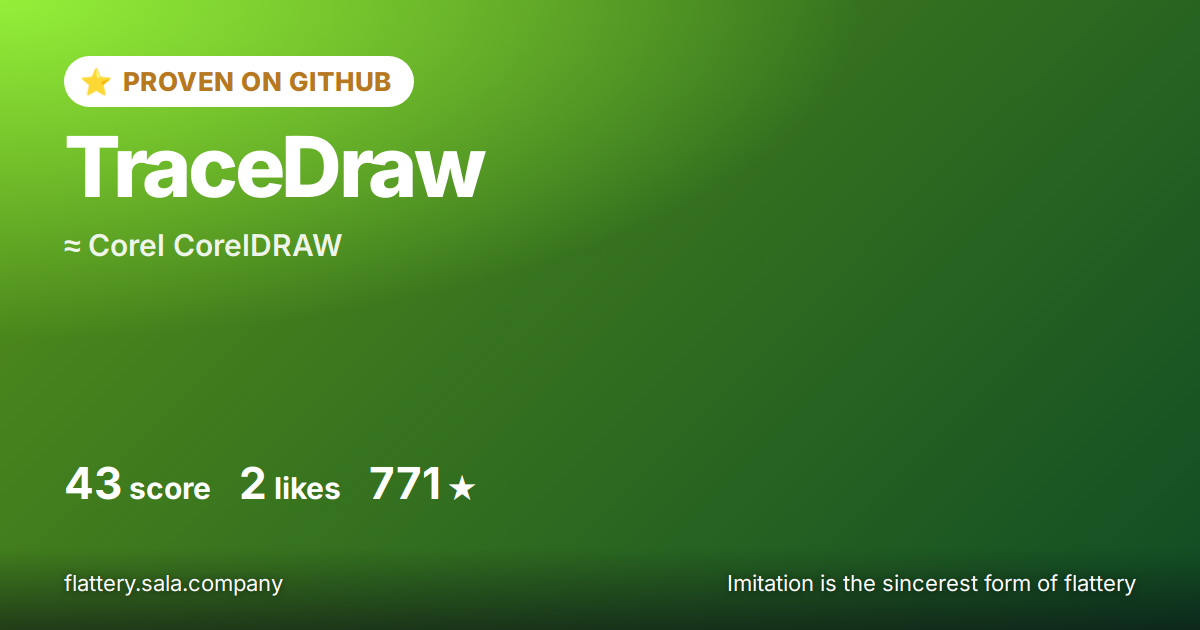 ⭐ PROVEN ON GITHUB
TraceDraw
≈ Corel CorelDRAW
43 score 2 likes 771 ★
flattery.sala.company
Imitation is the sincerest form of flattery